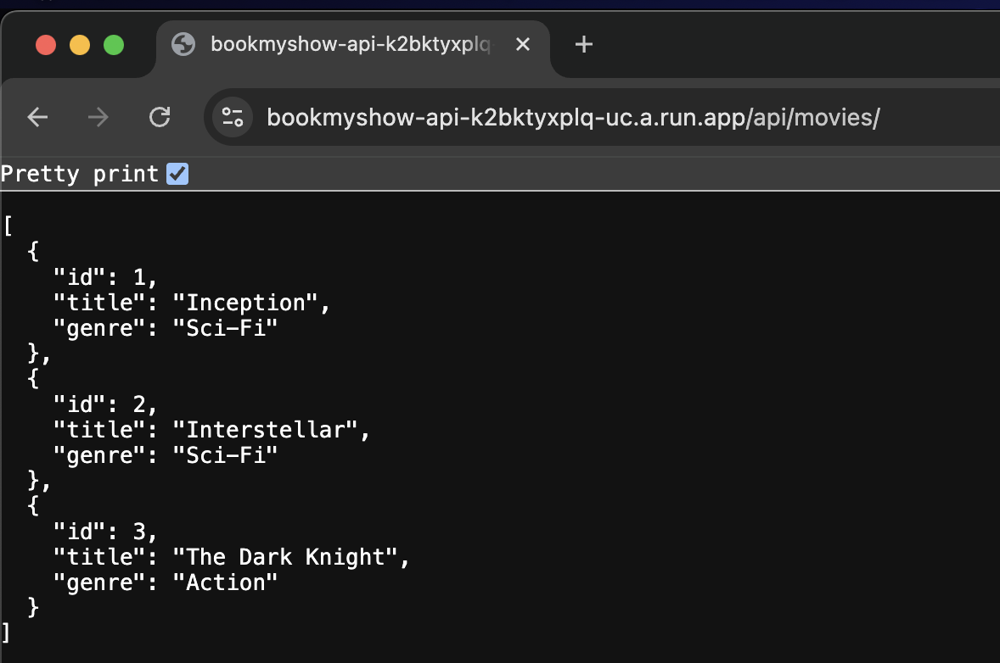 bookmyshow-api-k2bktyxplq
bookmyshow-api-k2bktyxplq-uc.a.run.app/api/movies/
Pretty print
[
  {
    "id": 1,
    "title": "Inception",
    "genre": "Sci-Fi"
  },
  {
    "id": 2,
    "title": "Interstellar",
    "genre": "Sci-Fi"
  },
  {
    "id": 3,
    "title": "The Dark Knight",
    "genre": "Action"
  }
]